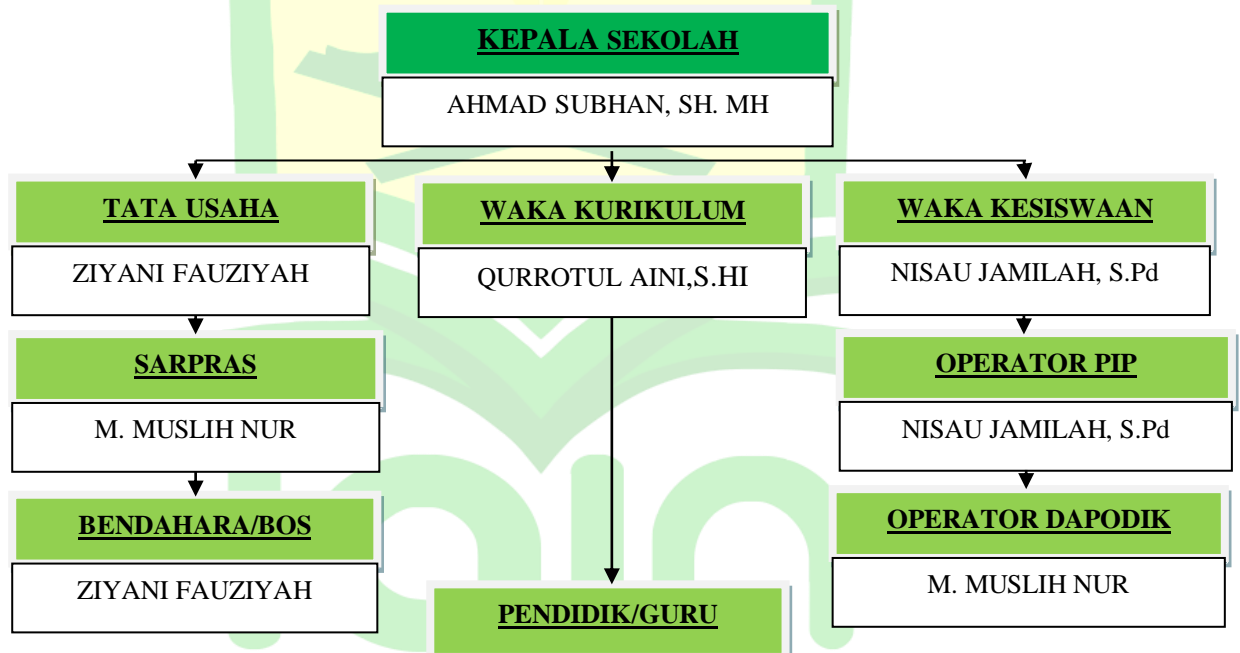 KEPALA SEKOLAH
AHMAD SUBHAN, SH. MH
TATA USAHA
ZIYANI FAUZIYAH
WAKA KURIKULUM
QURROTUL AINI,S.HI
WAKA KESISWAAN
NISAU JAMILAH, S.Pd
SARPRAS
M. MUSLIH NUR
OPERATOR PIP
NISAU JAMILAH, S.Pd
BENDAHARA/BOS
ZIYANI FAUZIYAH
OPERATOR DAPODIK
M. MUSLIH NUR
PENDIDIK/GURU